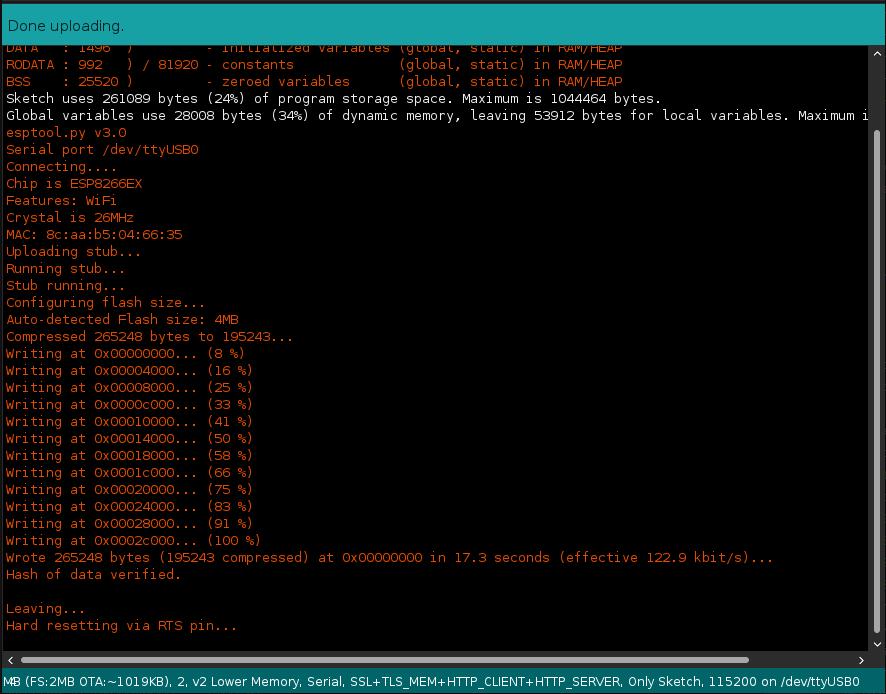 Done uploading.
DATA   : 1496  )         - initialized variables (global, static) in RAM/HEAP
RODATA : 992   ) / 81920 - constants             (global, static) in RAM/HEAP
BSS    : 25520 )         - zeroed variables      (global, static) in RAM/HEAP
Sketch uses 261089 bytes (24%) of program storage space. Maximum is 1044464 bytes.
Global variables use 28008 bytes (34%) of dynamic memory, leaving 53912 bytes for local variables. Maximum i
esptool.py v3.0
Serial port /dev/ttyUSB0
Connecting....
Chip is ESP8266EX
Features: WiFi
Crystal is 26MHz
MAC: 8c:aa:b5:04:66:35
Uploading stub...
Running stub...
Stub running...
Configuring flash size...
Auto-detected Flash size: 4MB
Compressed 265248 bytes to 195243...
Writing at 0x00000000... (8 %)
Writing at 0x00004000... (16 %)
Writing at 0x00008000... (25 %)
Writing at 0x0000c000... (33 %)
Writing at 0x00010000... (41 %)
Writing at 0x00014000... (50 %)
Writing at 0x00018000... (58 %)
Writing at 0x0001c000... (66 %)
Writing at 0x00020000... (75 %)
Writing at 0x00024000... (83 %)
Writing at 0x00028000... (91 %)
Writing at 0x0002c000... (100 %)
Wrote 265248 bytes (195243 compressed) at 0x00000000 in 17.3 seconds (effective 122.9 kbit/s)...
Hash of data verified.
Leaving...
Hard resetting via RTS pin...
(FS:2MB OTA:~1019KB), 2, v2 Lower Memory, Serial, SSL+TLS_MEM+HTTP_CLIENT+HTTP_SERVER, Only Sketch, 115200 on /dev/ttyUSB0